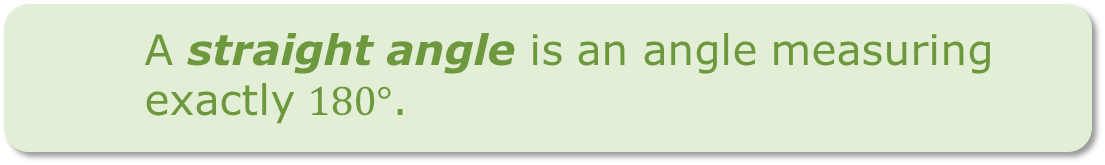 A straight angle is an angle measuring
exactly 180°.